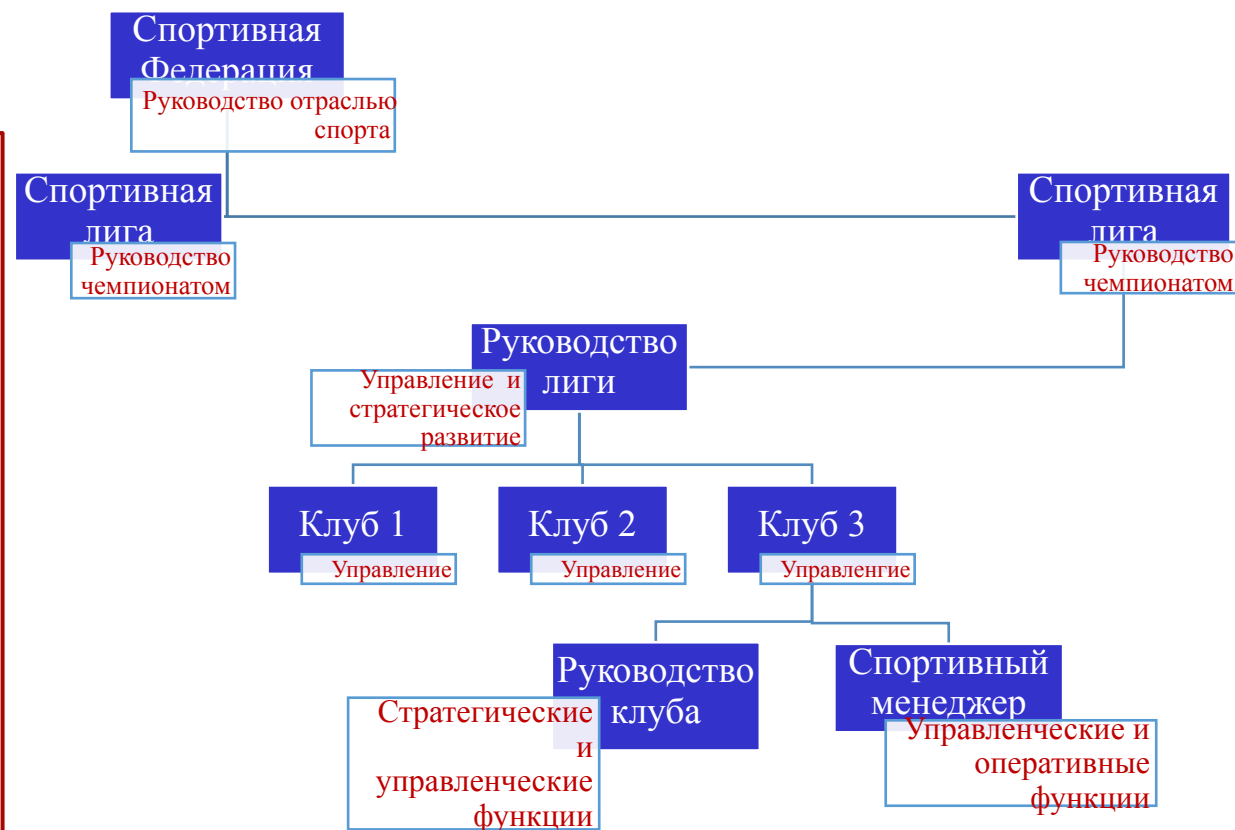 Спортивная
Федерация
Руководство отраслью
спорта
Спортивная
лига
Руководство
чемпионатом
Спортивная
лига
Руководство
чемпионатом
Руководство
лиги
Управление и
стратегическое
развитие
Клуб 1
Управление
Клуб 2
Управление
Клуб 3
Управленгие
Руководство
клуба
Стратегические
и
управленческие
функции
Спортивный
менеджер
Управленческие и
оперативные
функции